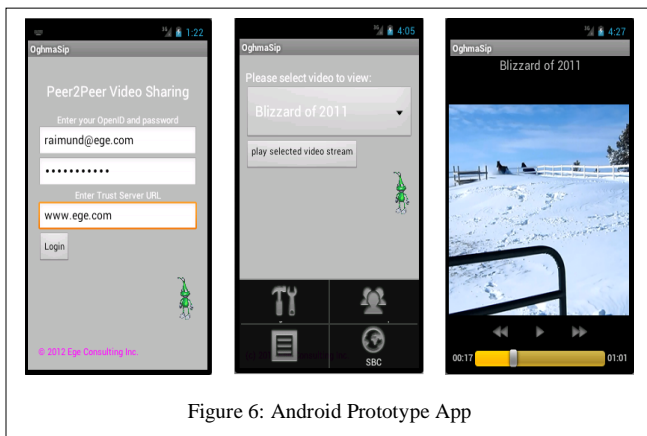 1:22
OghmaSip
Peer2Peer Video Sharing
Enter your OpenID and password
raimund@ege.com
•••••••••••
Enter Trust Server URL
www.ege.com
Login
© 2012 Ege Consulting Inc.
4:05
OghmaSip
Please select video to view:
Blizzard of 2011
play selected video stream
SBC
4:27
OghmaSip
Blizzard of 2011
00:17
01:01
Figure 6: Android Prototype App